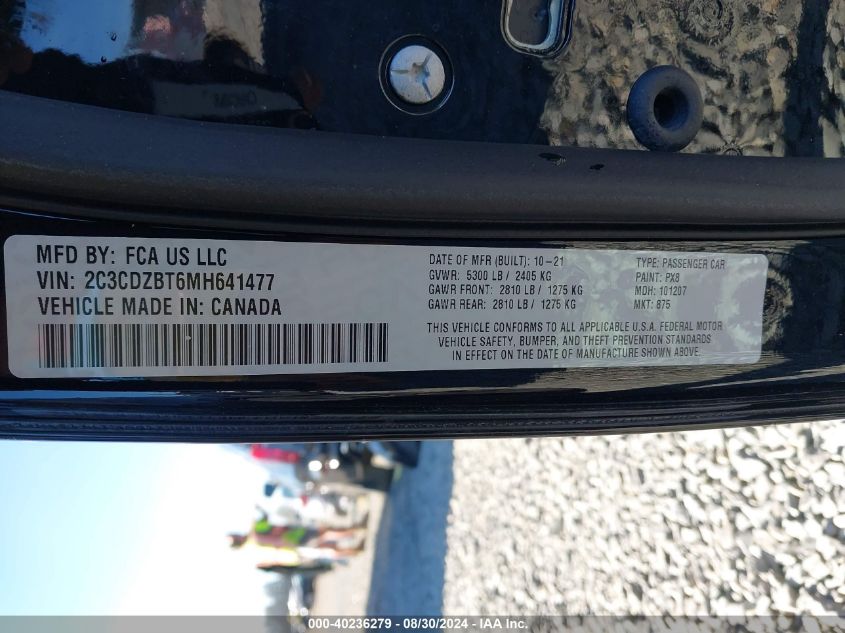 MFD BY: FCA US LLC
VIN: 2C3CDZBT6MH641477
VEHICLE MADE IN: CANADA
DATE OF MFR (BUILT): 10-21
GVWR: 5300 LB / 2405 KG
GAWR FRONT: 2810 LB / 1275 KG
GAWR REAR: 2810 LB / 1275 KG
TYPE: PASSENGER CAR
PAINT: PX8
MDH: 101207
MKT: 875
THIS VEHICLE CONFORMS TO ALL APPLICABLE U.S.A. FEDERAL MOTOR
VEHICLE SAFETY, BUMPER, AND THEFT PREVENTION STANDARDS
IN EFFECT ON THE DATE OF MANUFACTURE SHOWN ABOVE.
000-40236279 - 08/30/2024 - IAA Inc.